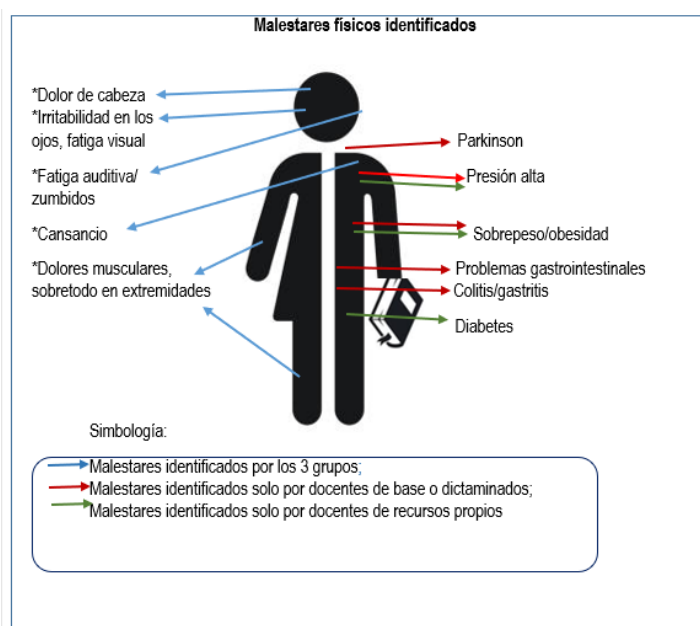 Malestares físicos identificados
*Dolor de cabeza
*Irritabilidad en los
ojos, fatiga visual
*Fatiga auditiva/
zumbidos
*Cansancio
*Dolores musculares,
sobretodo en extremidades
Parkinson
Presión alta
Sobrepeso/obesidad
Problemas gastrointestinales
Colitis/gastritis
Diabetes
Simbología:
Malestares identificados por los 3 grupos;
Malestares identificados solo por docentes de base o dictaminados;
Malestares identificados solo por docentes de recursos propios